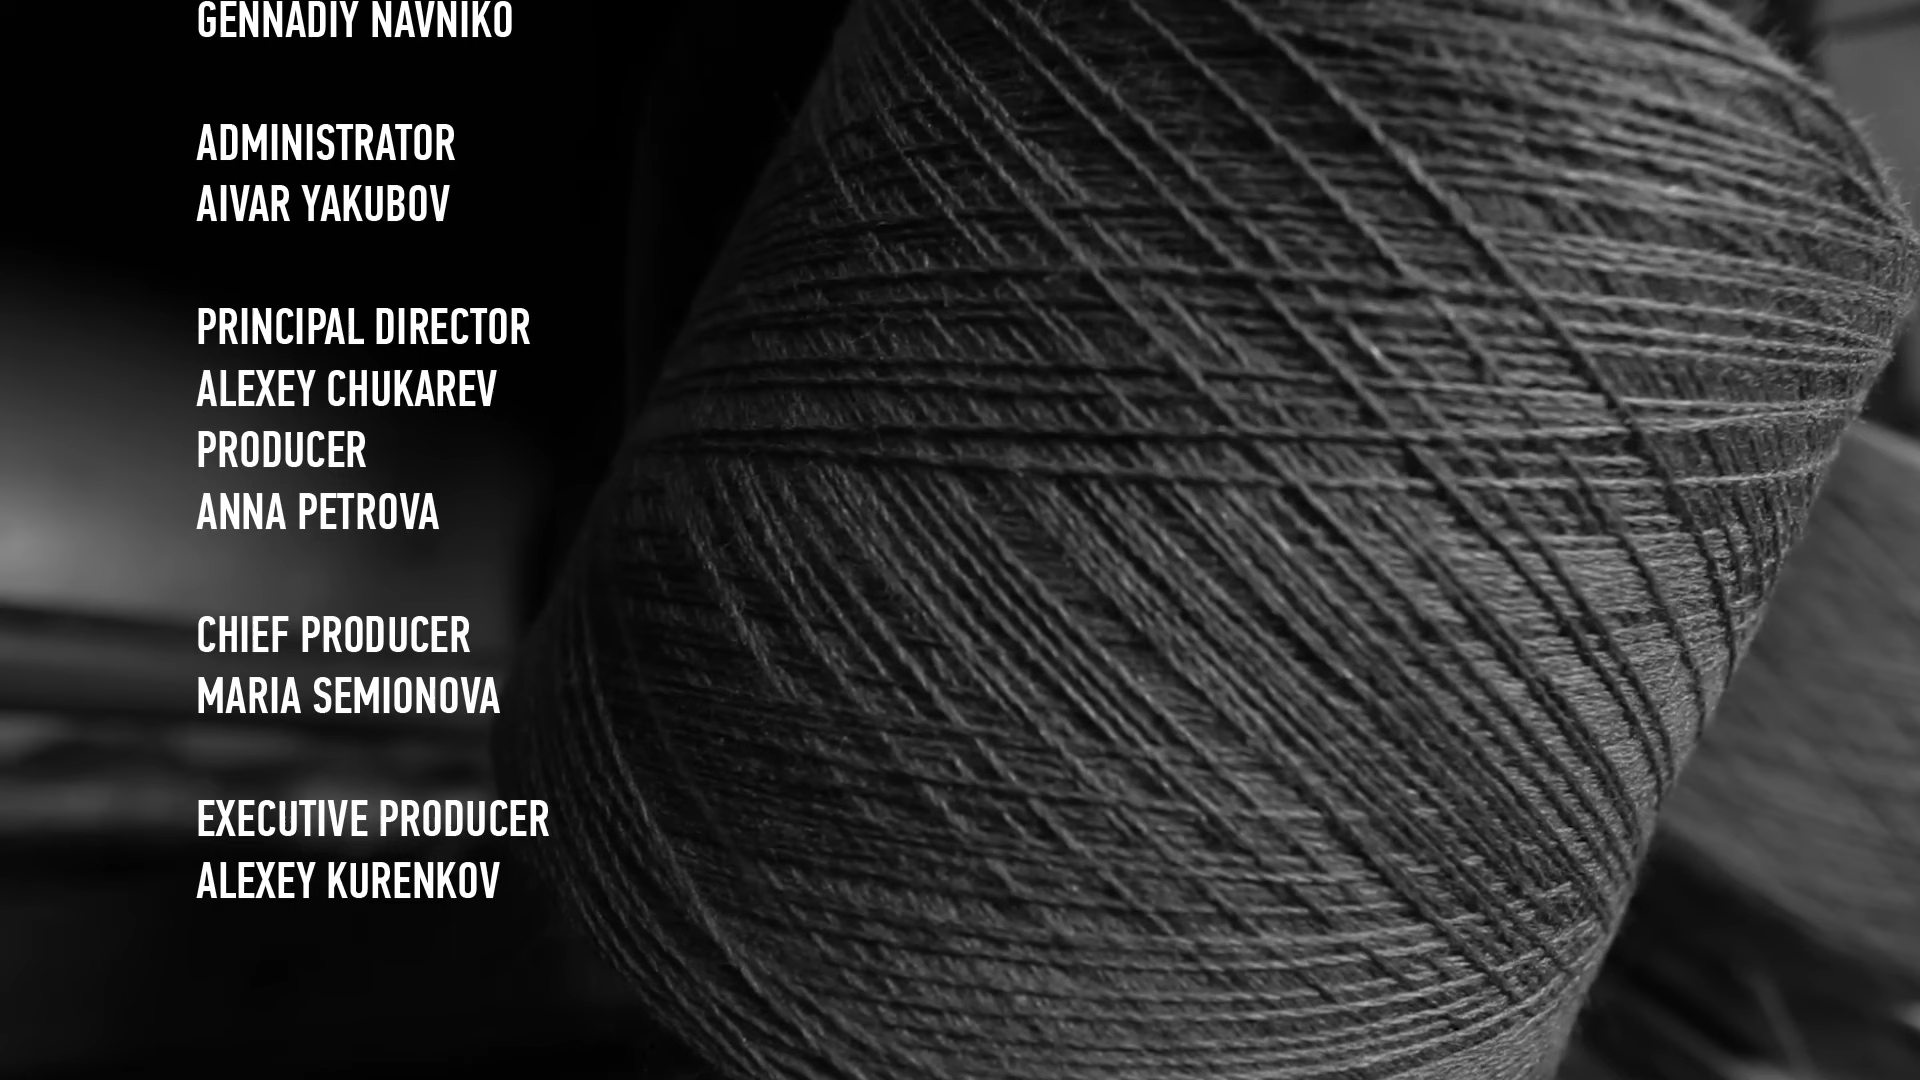 GENNADIY NAVNIKO
ADMINISTRATOR
AIVAR YAKUBOV
PRINCIPAL DIRECTOR
ALEXEY CHUKAREV
PRODUCER
ANNA PETROVA
CHIEF PRODUCER
MARIA SEMIONOVA
EXECUTIVE PRODUCER
ALEXEY KURENKOV